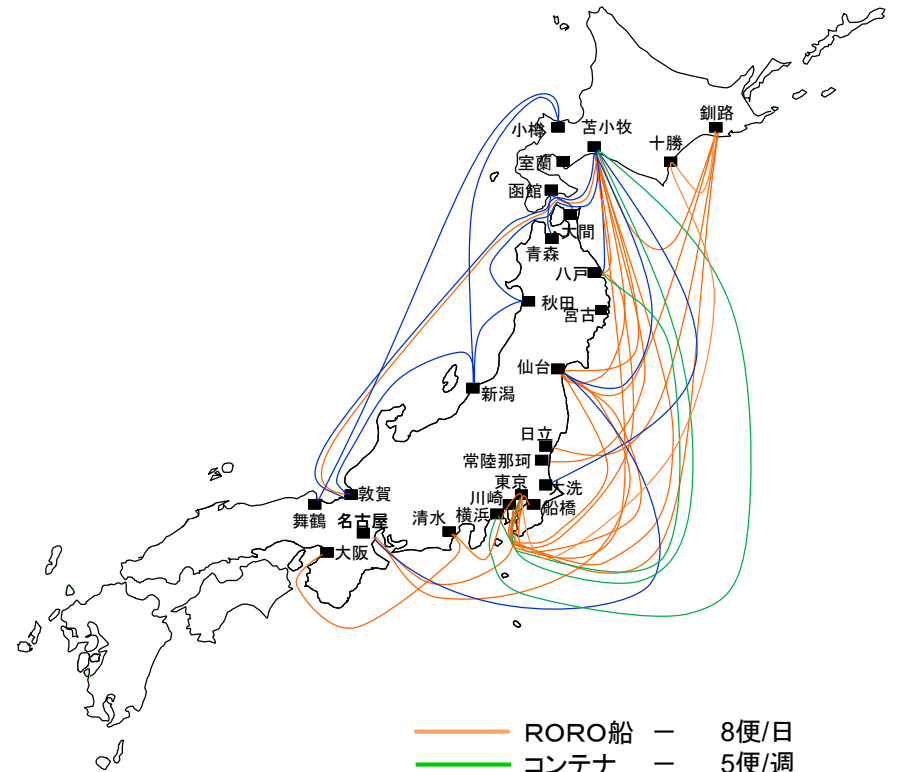 釧路
苫小牧
小樽
十勝
室蘭
函館
大間
青森
八戸
秋田
宮古
仙台
新潟
日立
常陸那珂
東京
大洗
敦賀
川崎
船橋
舞鶴
名古屋
清水
横浜
大阪
RORO船 － 8便/日
コンテナ － 5便/週